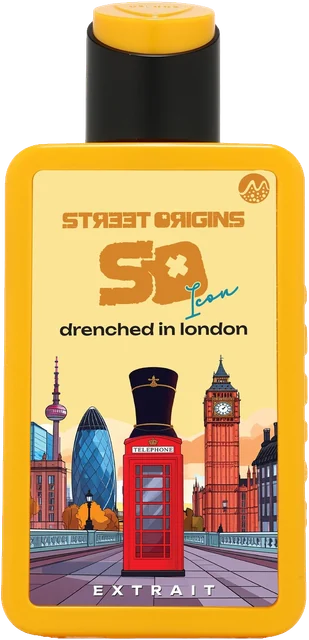 STREET ORIGINS
SO
Icon
drenched in london
TELEPHONE
EXTRAIT